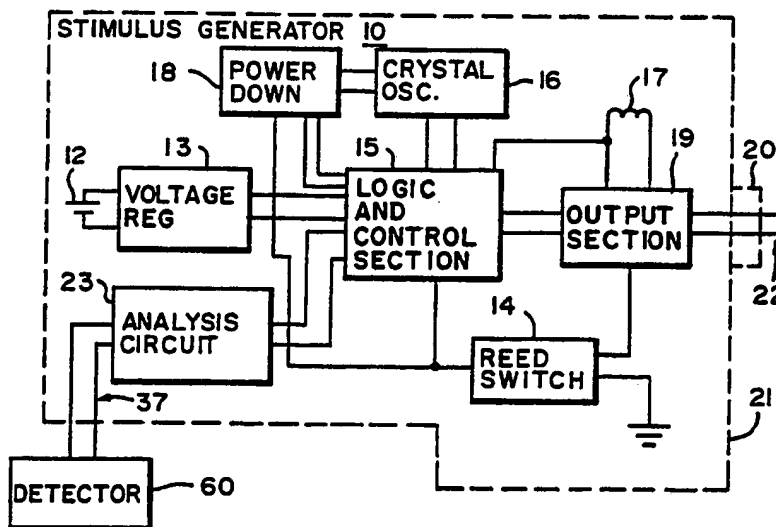 STIMULUS GENERATOR 10
18
POWER
DOWN
CRYSTAL
OSC.
16
17
12
13
VOLTAGE
REG
15
LOGIC
AND
CONTROL
SECTION
19
OUTPUT
SECTION
20
22
23
ANALYSIS
CIRCUIT
14
REED
SWITCH
21
37
DETECTOR
60